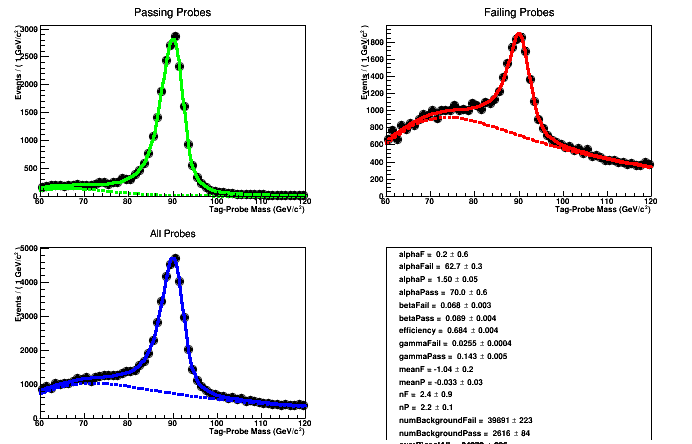 Passing Probes
Events / ( 1 GeV/c²)
3000
2500
2000
1500
1000
500
0
60 70 80 90 100 110 120
Tag-Probe Mass (GeV/c²)
Failing Probes
Events / ( 1 GeV/c²)
1800
1600
1400
1200
1000
800
600
400
200
0
60 70 80 90 100 110 120
Tag-Probe Mass (GeV/c²)
All Probes
Events / ( 1 GeV/c²)
5000
4000
3000
2000
1000
0
60 70 80 90 100 110 120
Tag-Probe Mass (GeV/c²)
alphaF = 0.2 ± 0.6
alphaFail = 62.7 ± 0.3
alphaP = 1.50 ± 0.05
alphaPass = 70.0 ± 0.6
betaFail = 0.068 ± 0.003
betaPass = 0.089 ± 0.004
efficiency = 0.684 ± 0.004
gammaFail = 0.0255 ± 0.0004
gammaPass = 0.143 ± 0.005
meanF = -1.04 ± 0.2
meanP = -0.033 ± 0.03
nF = 2.4 ± 0.9
nP = 2.2 ± 0.1
numBackgroundFail = 39891 ± 223
numBackgroundPass = 2616 ± 84